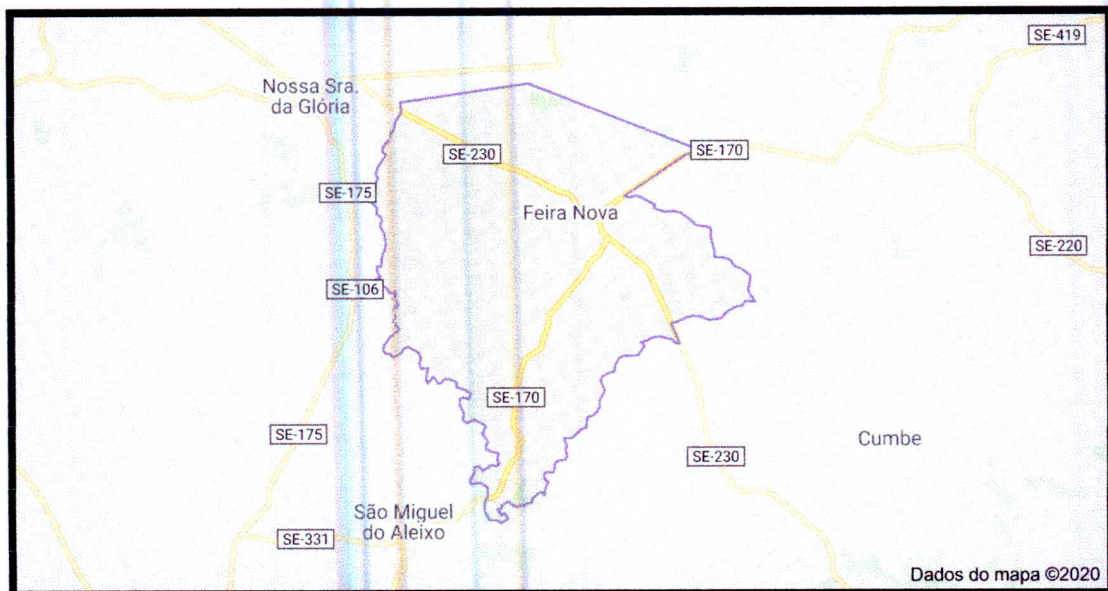 SE-419
Nossa Sra.
da Glória
SE-230
SE-170
SE-175
Feira Nova
SE-220
SE-106
SE-170
SE-175
Cumbe
SE-230
São Miguel
do Aleixo
SE-331
Dados do mapa ©2020